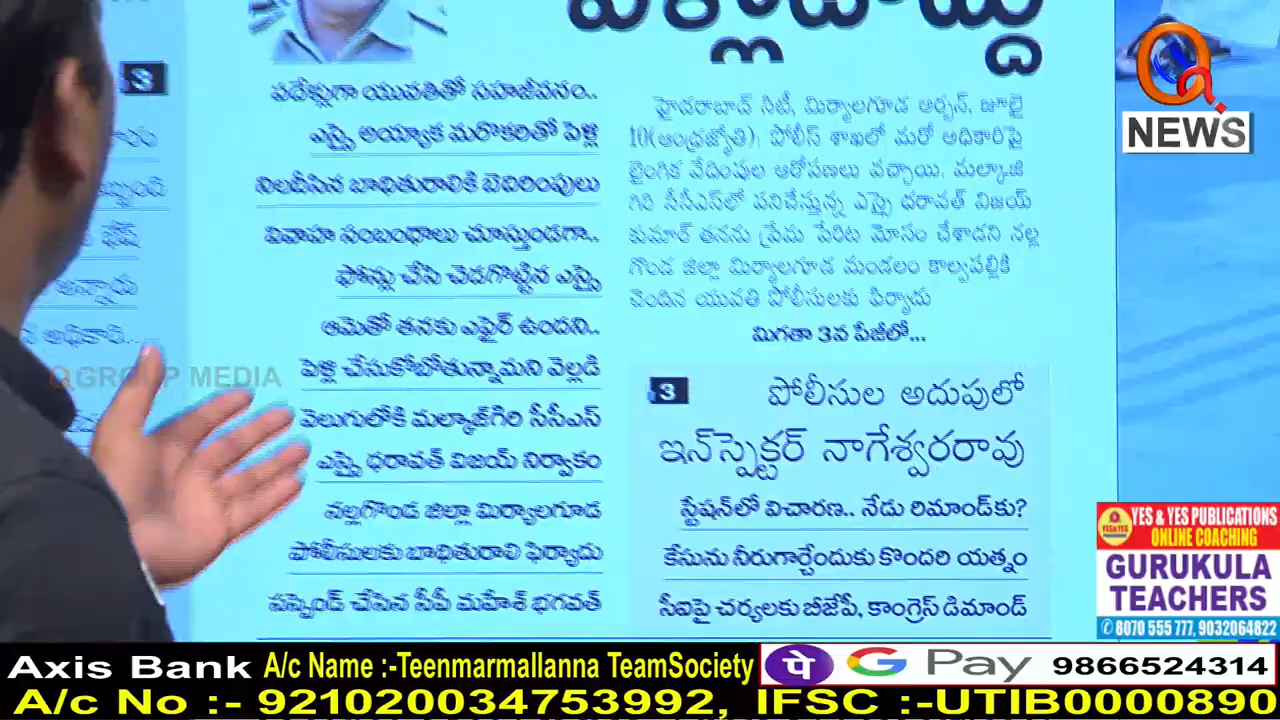 3
పదేళ్లుగా యువతితో సహజీవనం..
ఎస్సై అయ్యాక మరొకరితో పెళ్లి
నిలదీసిన బాధితురాలికి బెదిరింపులు
వివాహ సంబంధాలు చూస్తుండగా..
ఫోన్లు చేసి చెడగొట్టిన ఎస్సై
ఆమెతో తనకు ఎఫైర్ ఉందని..
పెళ్లి చేసుకోబోతున్నామని వెల్లడి
వెలుగులోకి మల్కాజ్‌గిరి సీసీఎస్
ఎస్సై ధరావత్ విజయ్ నిర్వాకం
నల్లగొండ జిల్లా మిర్యాలగూడ
పోలీసులకు బాధితురాలి ఫిర్యాదు
సస్పెండ్ చేసిన సీపీ మహేశ్ భగవత్
హైదరాబాద్ సిటీ, మిర్యాలగూడ అర్బన్, జూలై
10(ఆంధ్రజ్యోతి): పోలీస్ శాఖలో మరో అధికారిపై
లైంగిక వేధింపుల ఆరోపణలు వచ్చాయి. మల్కాజి
గిరి సీసీఎస్‌లో పనిచేస్తున్న ఎస్సై ధరావత్ విజయ్
కుమార్ తనను ప్రేమ పేరిట మోసం చేశాడని నల్ల
గొండ జిల్లా మిర్యాలగూడ మండలం కాల్వపల్లికి
చెందిన యువతి పోలీసులకు ఫిర్యాదు
మిగతా 3వ పేజీలో...
3 పోలీసుల అదుపులో
ఇన్‌స్పెక్టర్ నాగేశ్వరరావు
స్టేషన్‌లో విచారణ.. నేడు రిమాండ్‌కు?
కేసును నీరుగార్చేందుకు కొందరి యత్నం
సీఐపై చర్యలకు బీజేపీ, కాంగ్రెస్ డిమాండ్
Q GROUP MEDIA
Q
NEWS
YES & YES PUBLICATIONS
ONLINE COACHING
GURUKULA
TEACHERS
8070 555 777, 9032064822
Axis Bank A/c Name :-Teenmarmallanna TeamSociety G Pay 9866524314
A/c No :- 921020034753992, IFSC :-UTIB0000890